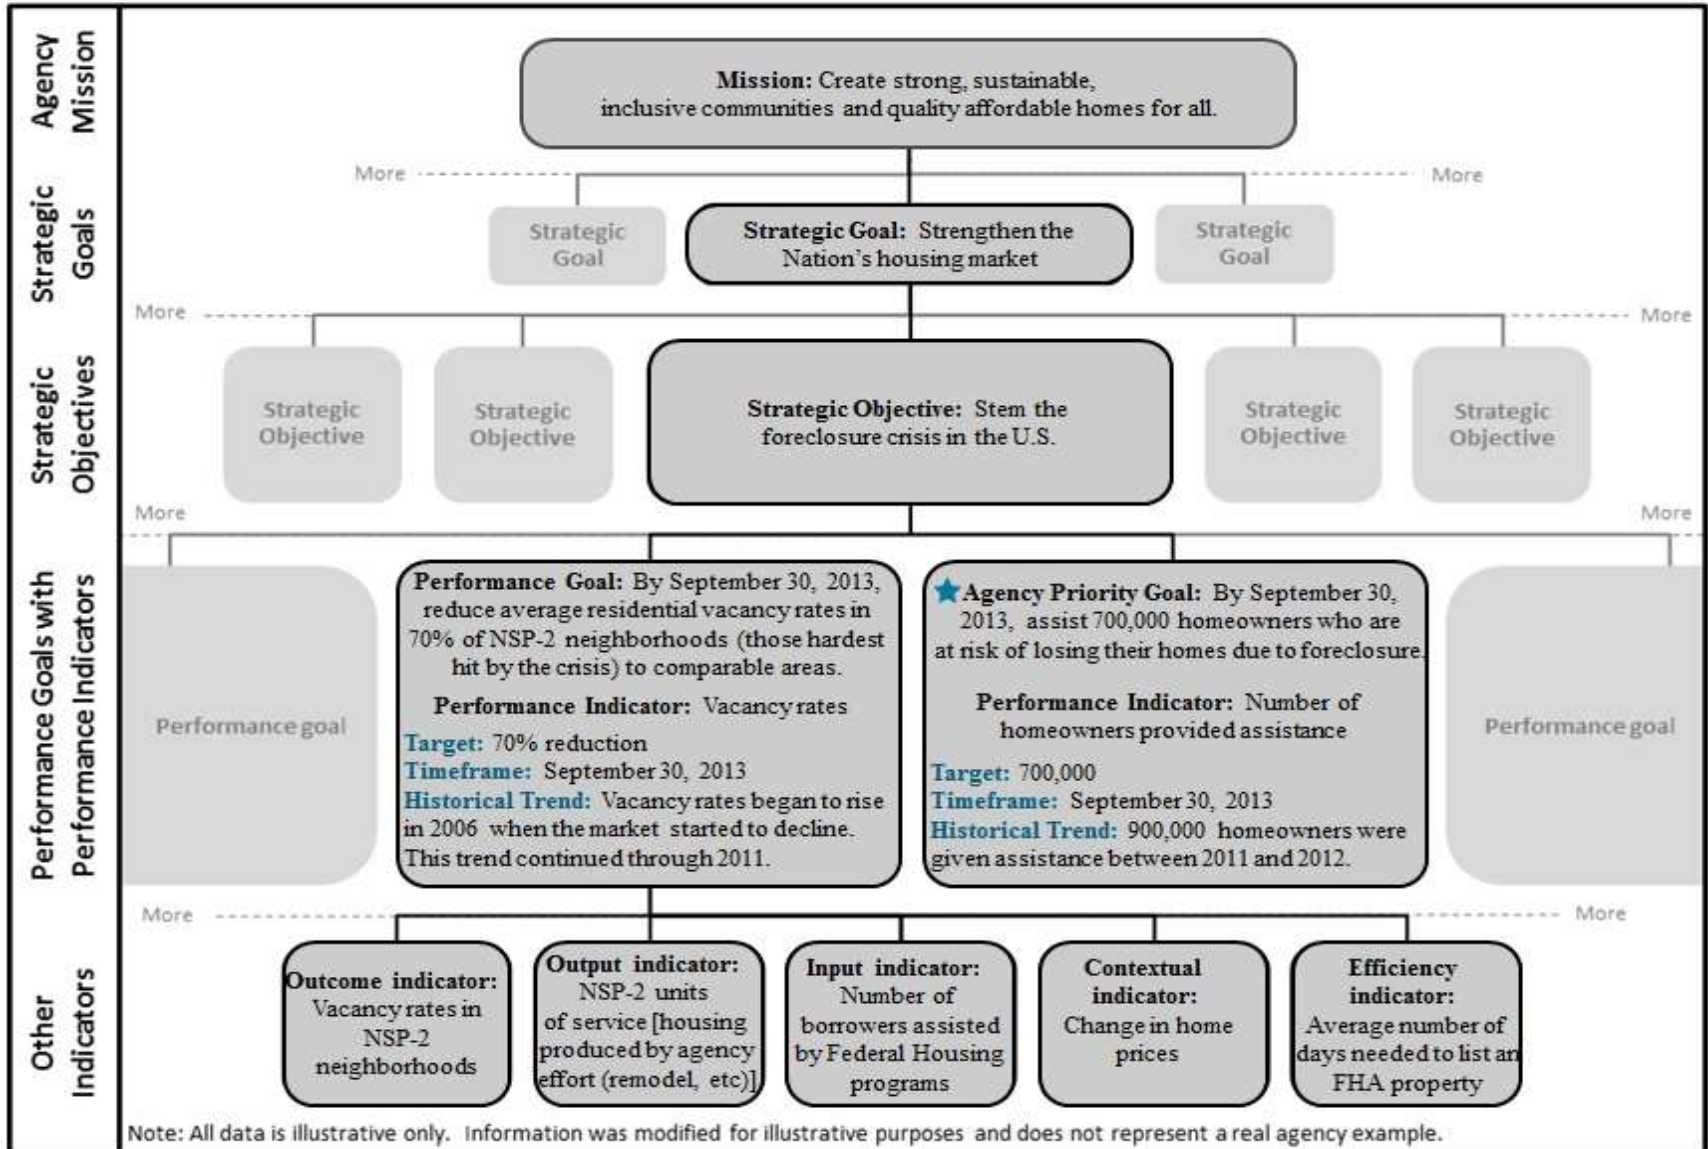 Agency
Mission
Mission: Create strong, sustainable,
inclusive communities and quality affordable homes for all.
More
More
Strategic
Goals
Strategic
Goal
Strategic Goal: Strengthen the
Nation's housing market
Strategic
Goal
More
More
Strategic
Objectives
Strategic
Objective
Strategic
Objective
Strategic Objective: Stem the
foreclosure crisis in the U.S.
Strategic
Objective
Strategic
Objective
More
More
Performance Goals with
Performance Indicators
Performance goal
Performance Goal: By September 30, 2013,
reduce average residential vacancy rates in
70% of NSP-2 neighborhoods (those hardest
hit by the crisis) to comparable areas.
Performance Indicator: Vacancy rates
Target: 70% reduction
Timeframe: September 30, 2013
Historical Trend: Vacancy rates began to rise
in 2006 when the market started to decline.
This trend continued through 2011.
Agency Priority Goal: By September 30,
2013, assist 700,000 homeowners who are
at risk of losing their homes due to foreclosure.
Performance Indicator: Number of
homeowners provided assistance
Target: 700,000
Timeframe: September 30, 2013
Historical Trend: 900,000 homeowners were
given assistance between 2011 and 2012.
Performance goal
More
More
Other
Indicators
Outcome indicator:
Vacancy rates in
NSP-2
neighborhoods
Output indicator:
NSP-2 units
of service [housing
produced by agency
effort (remodel, etc)]
Input indicator:
Number of
borrowers assisted
by Federal Housing
programs
Contextual
indicator:
Change in home
prices
Efficiency
indicator:
Average number of
days needed to list an
FHA property
Note: All data is illustrative only. Information was modified for illustrative purposes and does not represent a real agency example.